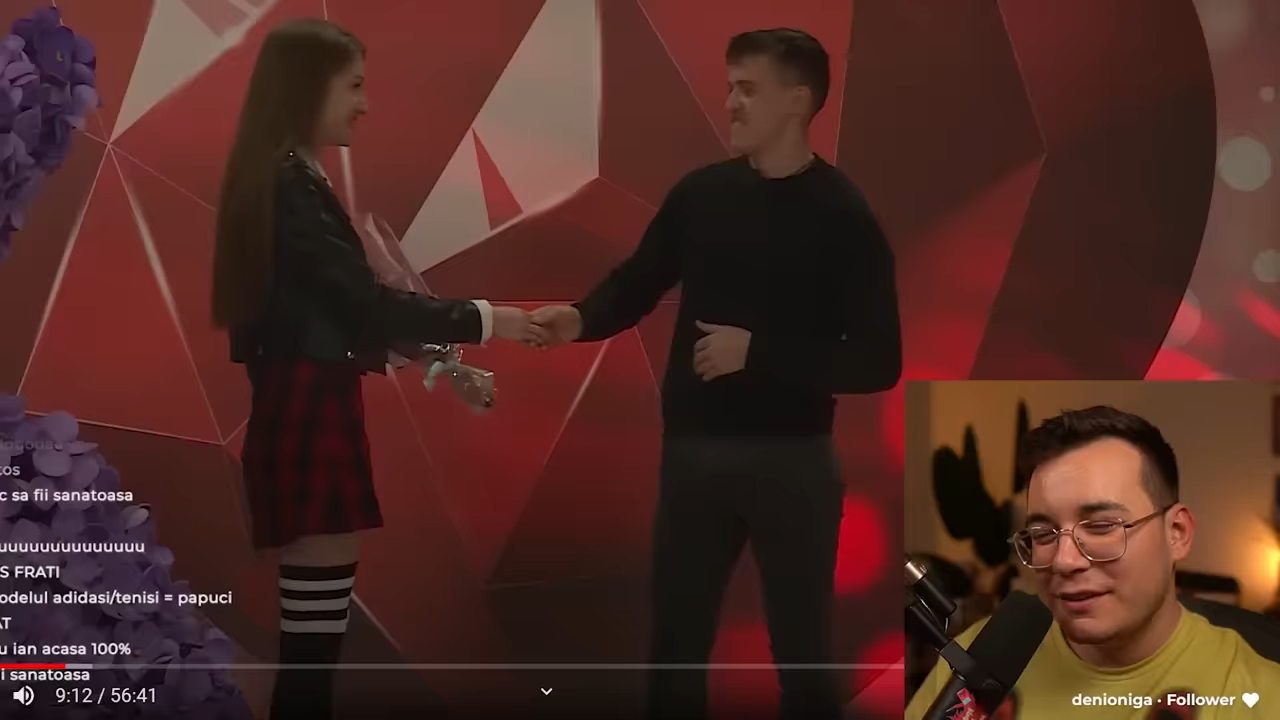 tos
c sa fii sanatoasa
uuuuuuuuuuuuuu
S FRATI
odelul adidasi/tenisi = papuci
AT
u ian acasa 100%
i sanatoasa
9:12 / 56:41
denioniga · Follower